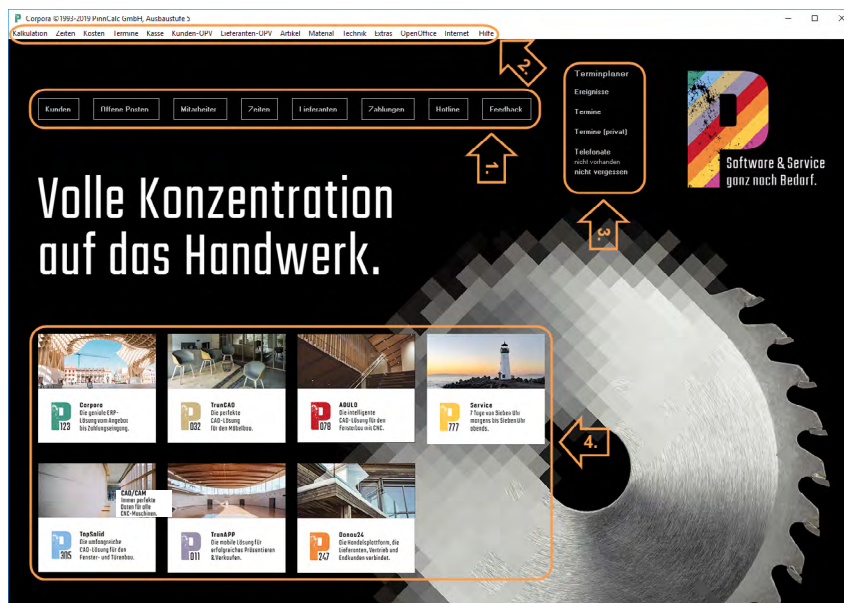 Corpora ©1993-2019 PinnCalc GmbH, Ausbaustufe 5
Kalkulation Zeiten Kosten Termine Kasse Kunden-OPV Lieferanten-OPV Artikel Material Technik Extras OpenOffice Internet Hilfe
2.
Kunden Offene Posten Mitarbeiter Zeiten Lieferanten Zahlungen Hotline Feedback
1.
Terminplaner
Ereignisse
Termine
Termine (privat)
Telefonate
nicht vorhanden
nicht vergessen
3.
Software & Service
ganz nach Bedarf.
Volle Konzentration
auf das Handwerk.
123
Corpora
Die geniale ERP-
Lösung vom Angebot
bis Zahlungseingang.
032
TrunCAD
Die perfekte
CAD-Lösung
für den Möbelbau.
078
ADULO
Die intelligente
CAD-Lösung für den
Fensterbau mit CNC.
777
Service
7 Tage von Sieben Uhr
morgens bis Sieben Uhr
abends.
4.
CAD/CAM
Immer perfekte
Daten für alle
CNC-Maschinen.
305
TopSolid
Die umfangreiche
CAD-Lösung für den
Fenster- und Türenbau.
011
TrunAPP
Die mobile Lösung für
erfolgreiches Präsentieren
& Verkaufen.
247
Donau24
Die Handelsplattform, die
Lieferanten, Vertrieb und
Endkunden verbindet.